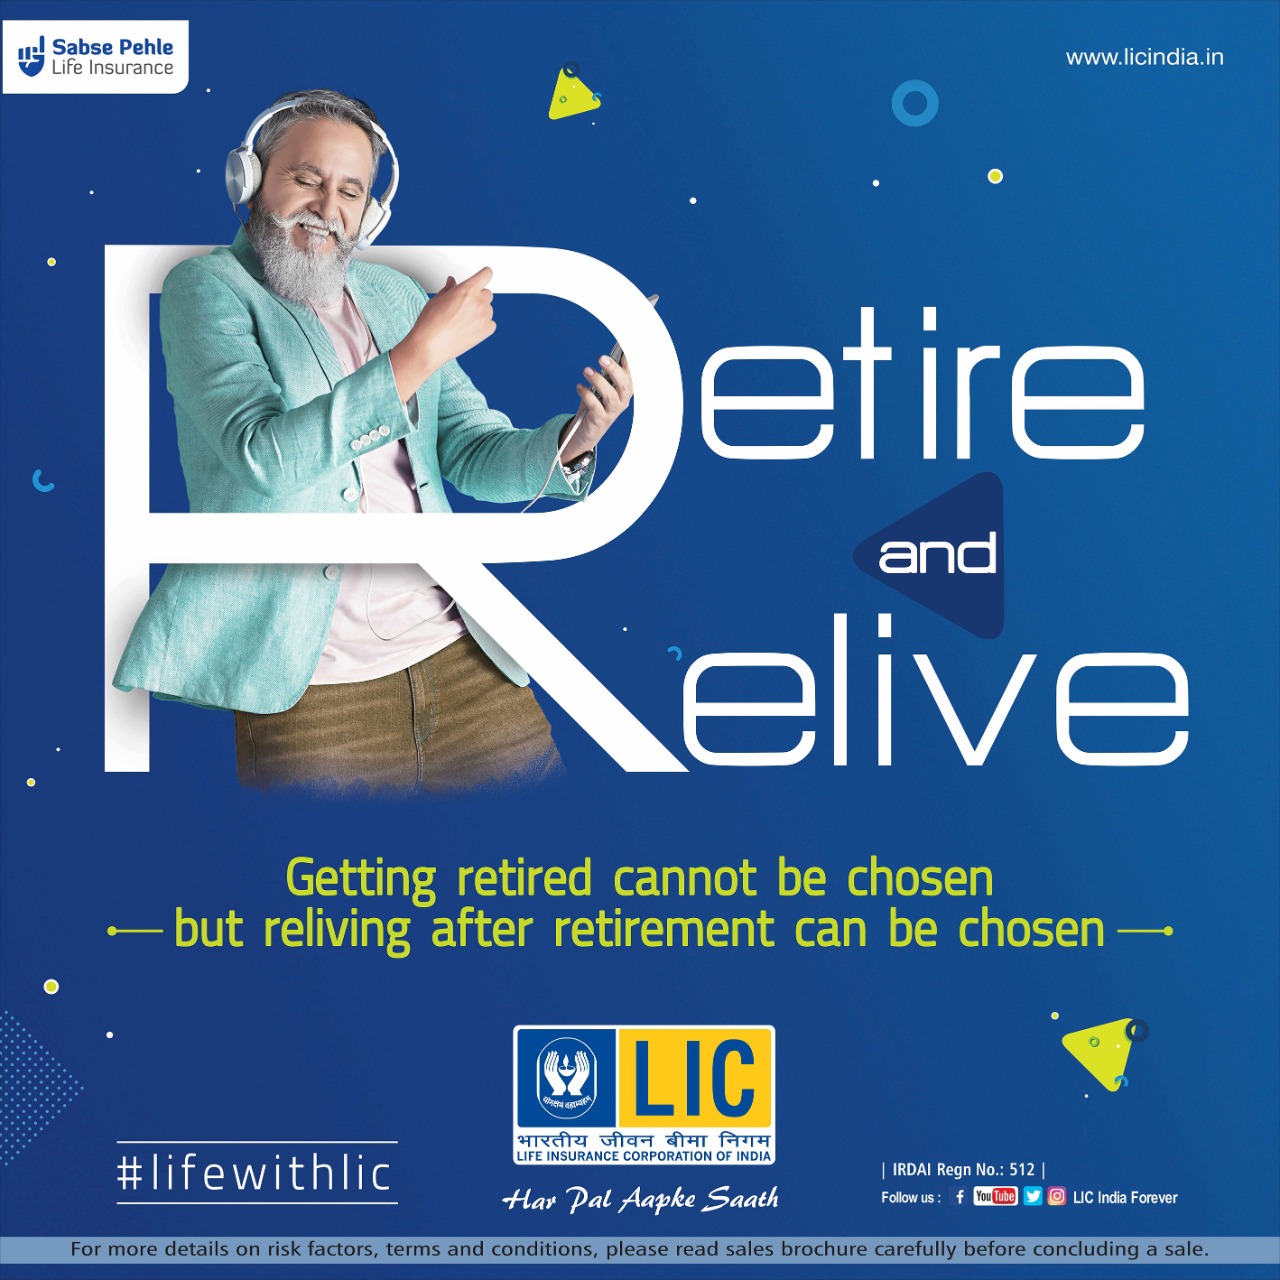 Sabse Pehle
Life Insurance
www.licindia.in
Retire
and
Relive
Getting retired cannot be chosen
but reliving after retirement can be chosen
योगक्षेमं वहाम्यहम्
LIC
भारतीय जीवन बीमा निगम
LIFE INSURANCE CORPORATION OF INDIA
Har Pal Aapke Saath
#lifewithlic
| IRDAI Regn No.: 512 |
Follow us : f YouTube LIC India Forever
For more details on risk factors, terms and conditions, please read sales brochure carefully before concluding a sale.